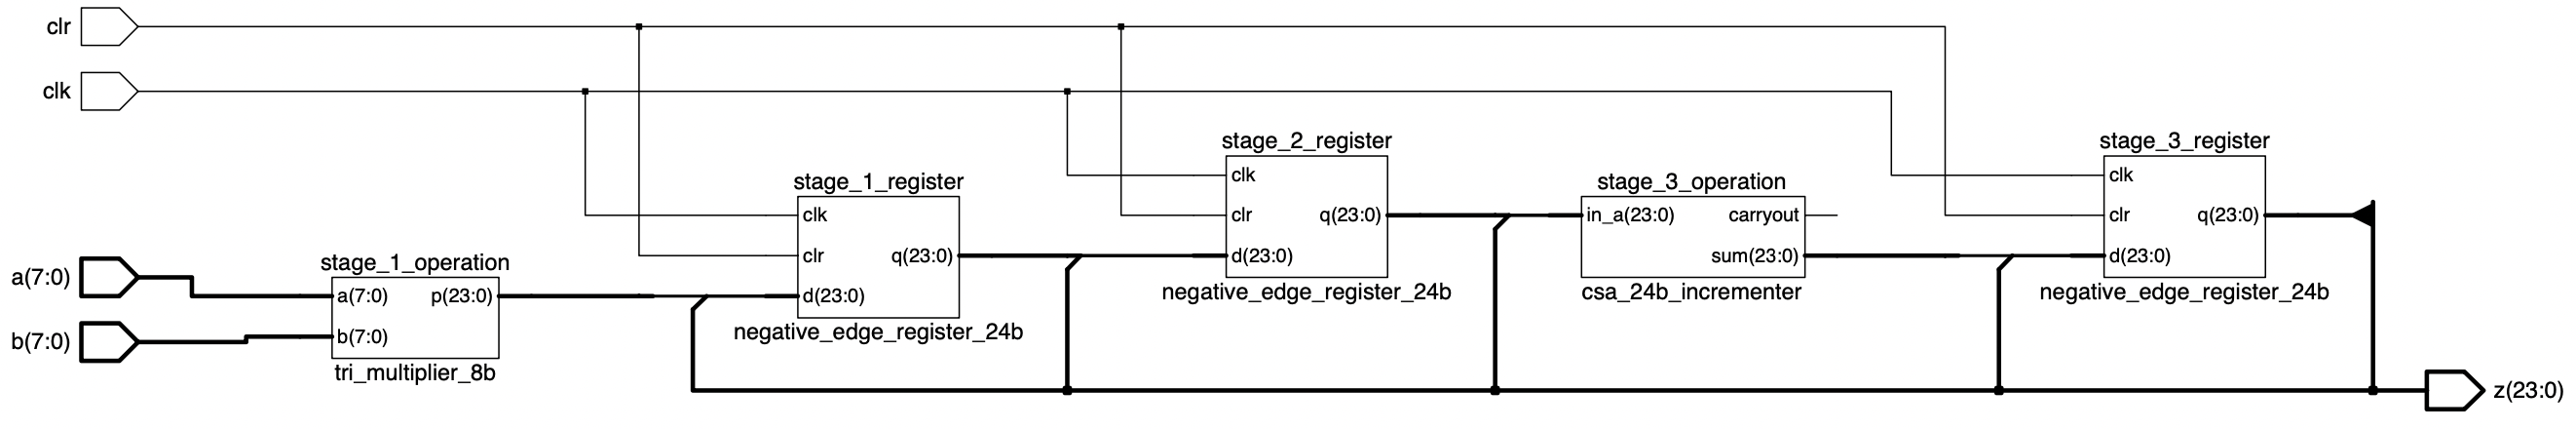 clr
clk
a(7:0)
b(7:0)
stage_1_operation
a(7:0) p(23:0)
b(7:0)
tri_multiplier_8b
stage_1_register
clk
clr q(23:0)
d(23:0)
negative_edge_register_24b
stage_2_register
clk
clr q(23:0)
d(23:0)
negative_edge_register_24b
stage_3_operation
in_a(23:0) carryout
sum(23:0)
csa_24b_incrementer
stage_3_register
clk
clr q(23:0)
d(23:0)
negative_edge_register_24b
z(23:0)